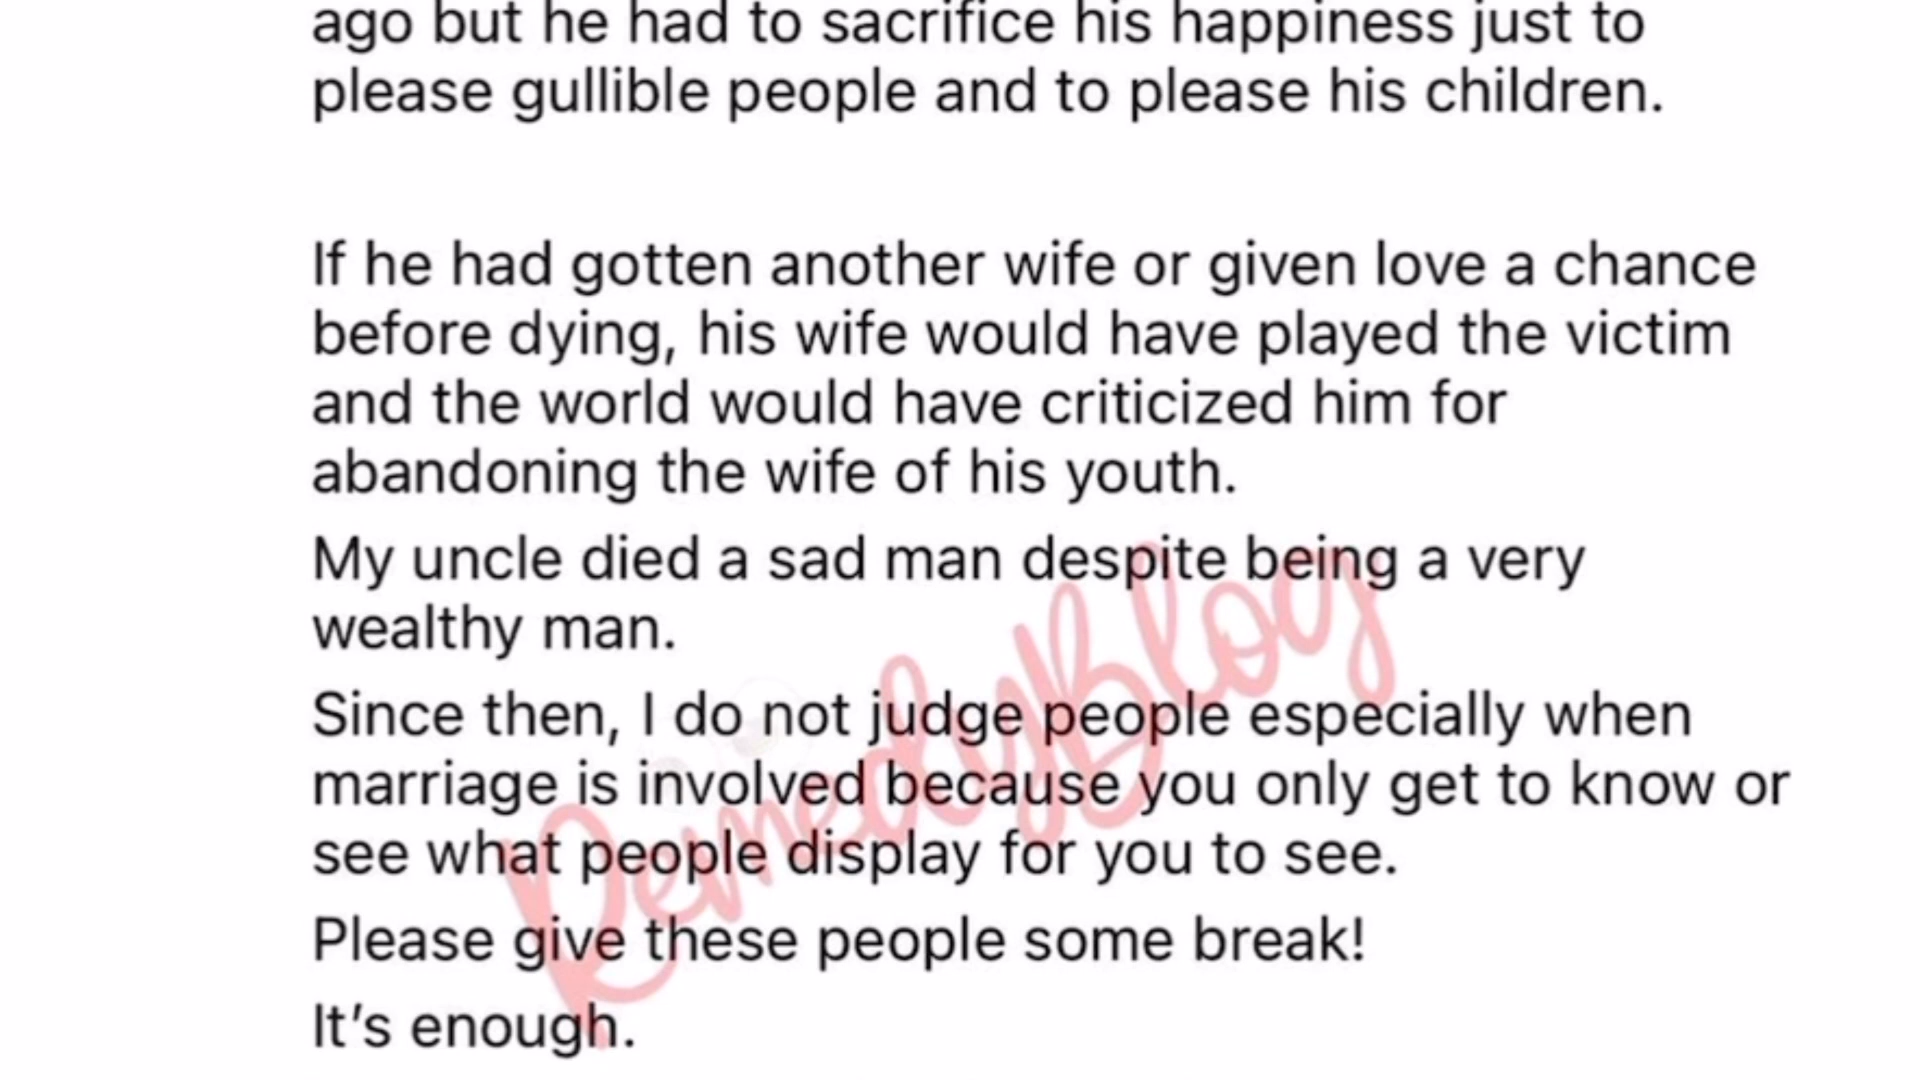 ago but he had to sacrifice his happiness just to
please gullible people and to please his children.
If he had gotten another wife or given love a chance
before dying, his wife would have played the victim
and the world would have criticized him for
abandoning the wife of his youth.
My uncle died a sad man despite being a very
wealthy man.
Since then, I do not judge people especially when
marriage is involved because you only get to know or
see what people display for you to see.
Please give these people some break!
It’s enough.
RemedyBlog